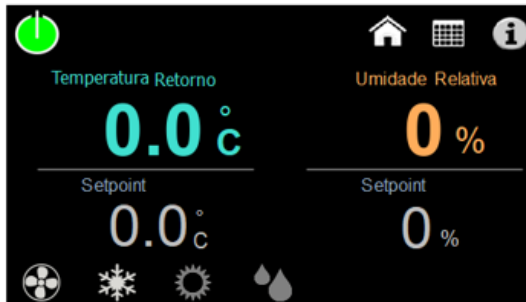 Temperatura Retorno
Umidade Relativa
0.0 °C
0 %
Setpoint
Setpoint
0.0 °C
0 %